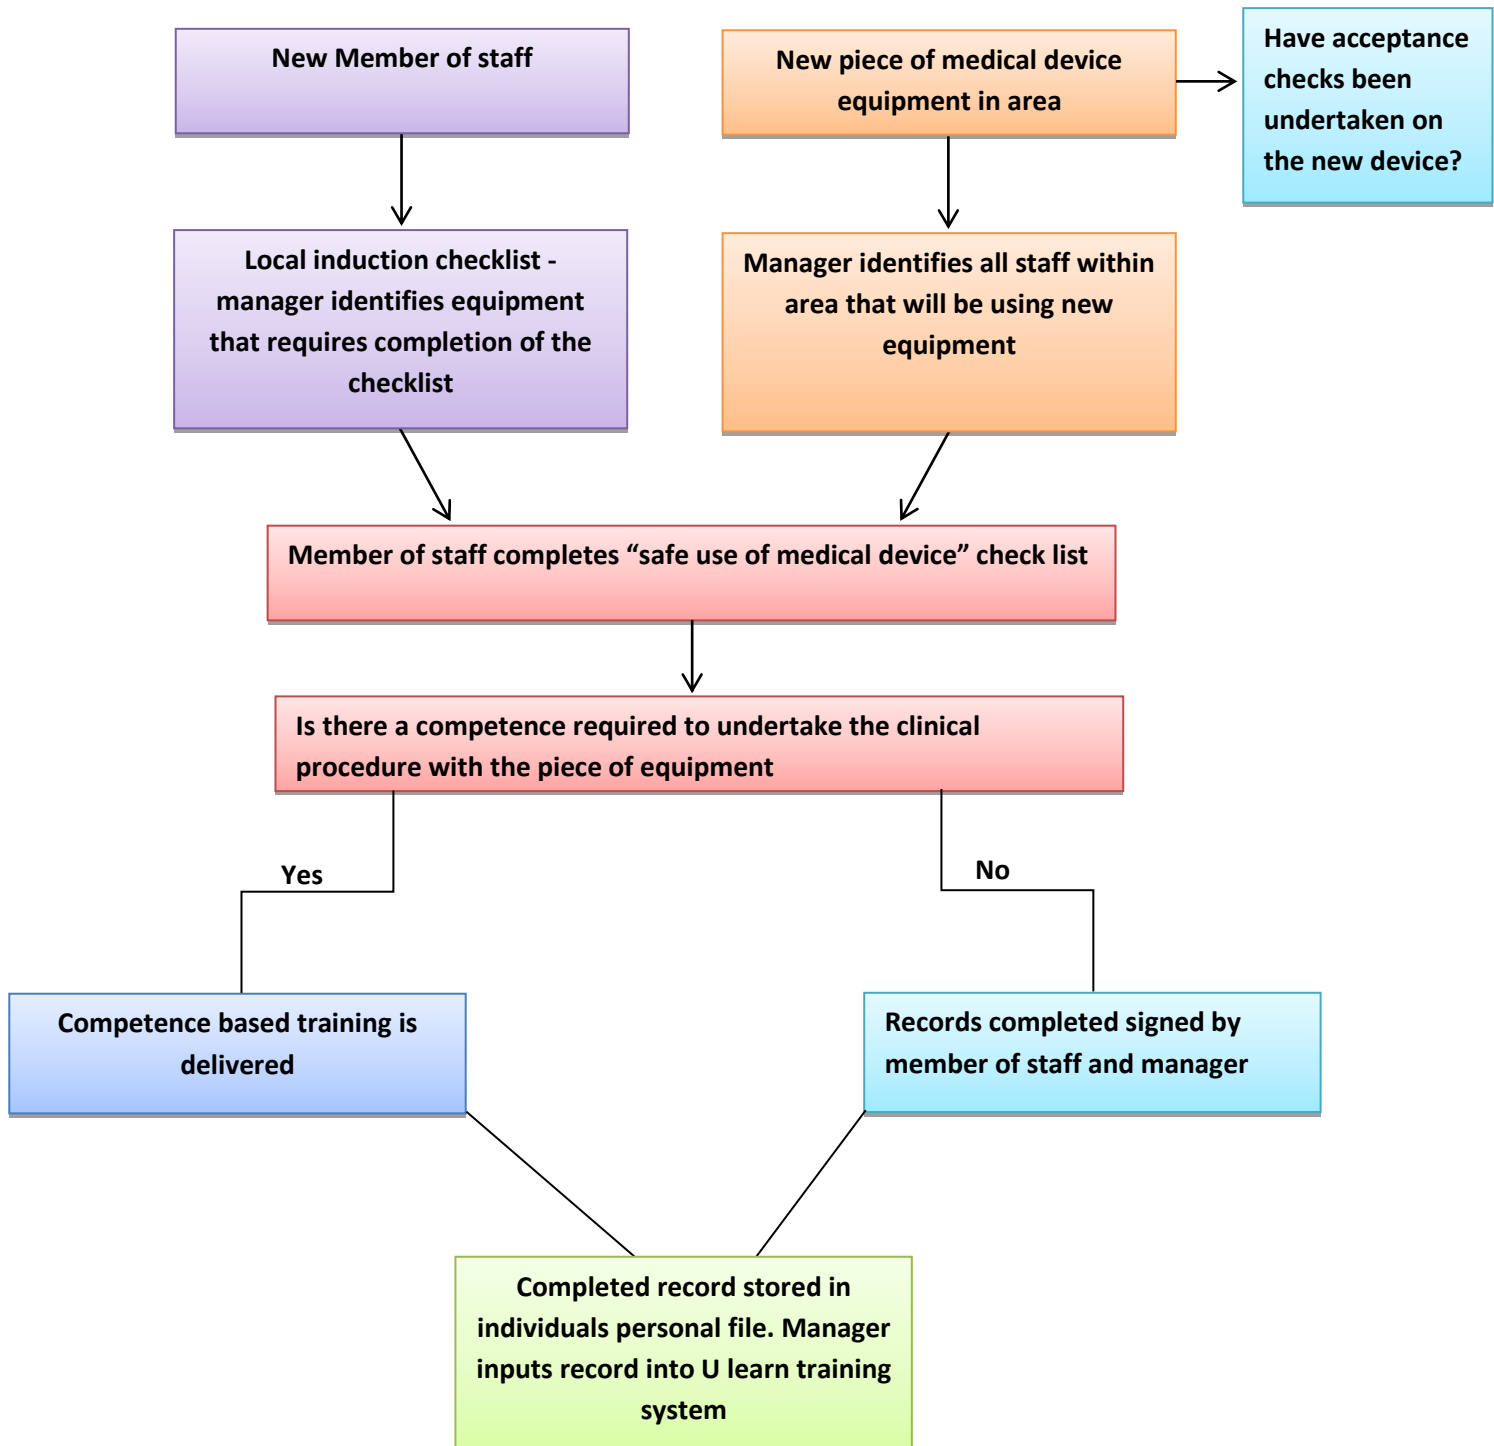 New Member of staff
New piece of medical device
equipment in area
Have acceptance
checks been
undertaken on
the new device?
Local induction checklist -
manager identifies equipment
that requires completion of the
checklist
Manager identifies all staff within
area that will be using new
equipment
Member of staff completes “safe use of medical device” check list
Is there a competence required to undertake the clinical
procedure with the piece of equipment
Yes
No
Competence based training is
delivered
Records completed signed by
member of staff and manager
Completed record stored in
individuals personal file. Manager
inputs record into U learn training
system